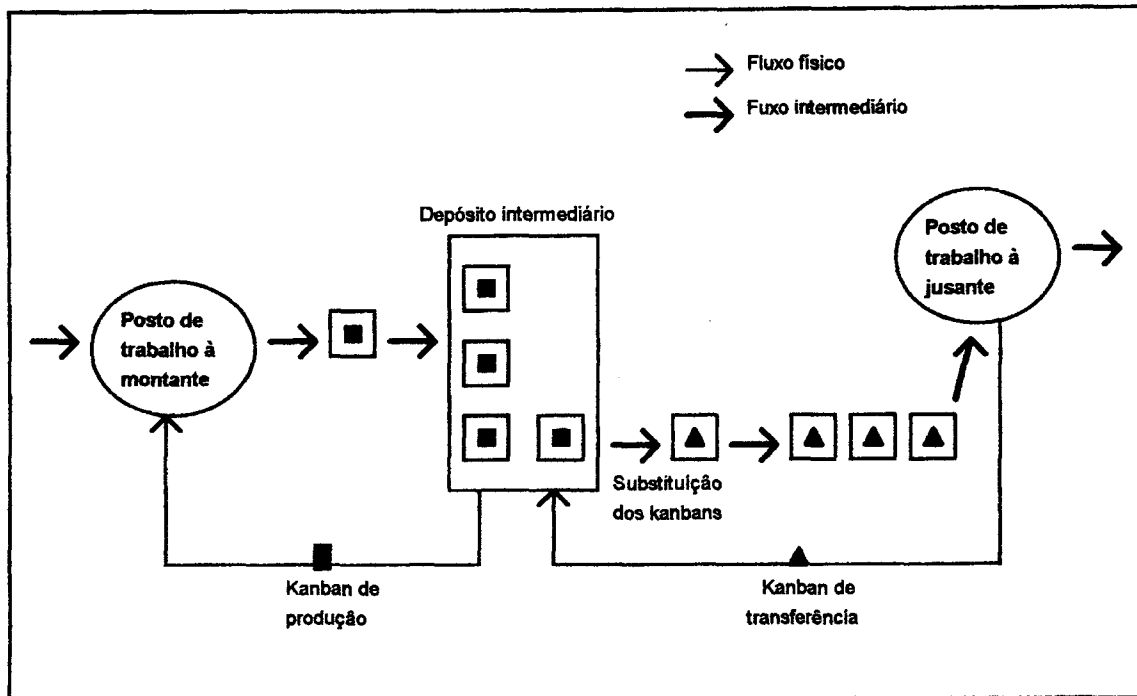 Fluxo físico
Fuxo intermediário
Depósito intermediário
Posto de
trabalho à
jusante
Posto de
trabalho à
montante
Substituição
dos kanbans
Kanban de
produção
Kanban de
transferência